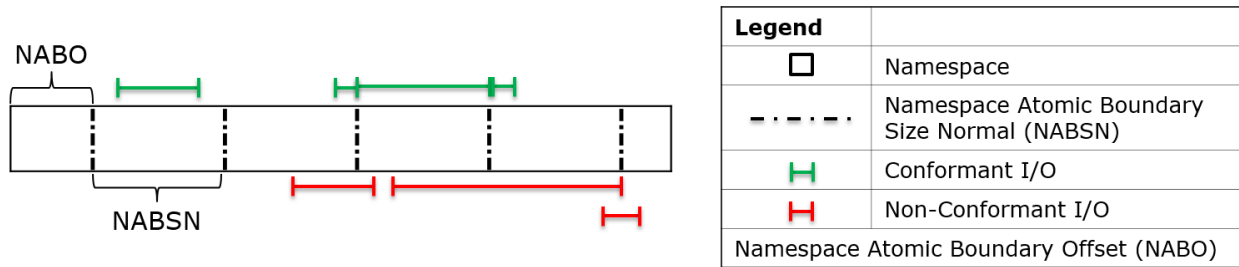 NABO
NABSN
Legend
Namespace
Namespace Atomic Boundary
Size Normal (NABSN)
Conformant I/O
Non-Conformant I/O
Namespace Atomic Boundary Offset (NABO)